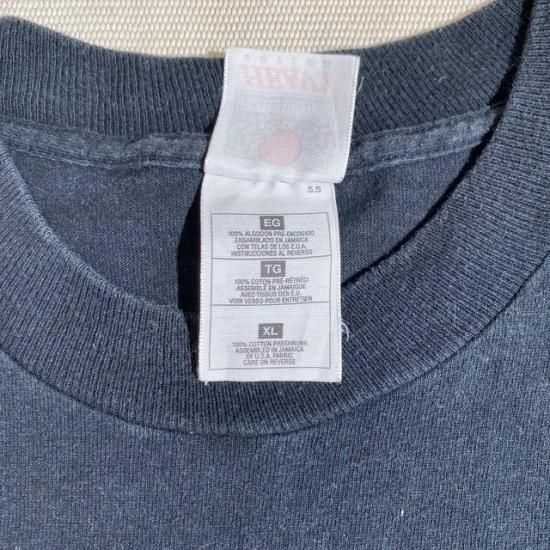 HEAVY
5.5
EG
100% ALGODON PRE-ENCOGIDO
ENSAMBLADO EN JAMAICA
CON TELAS DE LOS E.U.A.
INSTRUCCIONES AL REVERSO
TG
100% COTON PRÉ-RÉTRÉCI
ASSEMBLÉ EN JAMAIQUE
AVEC TISSUS DES É.U.
VOIR VERSO POUR ENTRETIEN
XL
100% COTTON PRESHRUNK
ASSEMBLED IN JAMAICA
OF U.S.A. FABRIC
CARE ON REVERSE